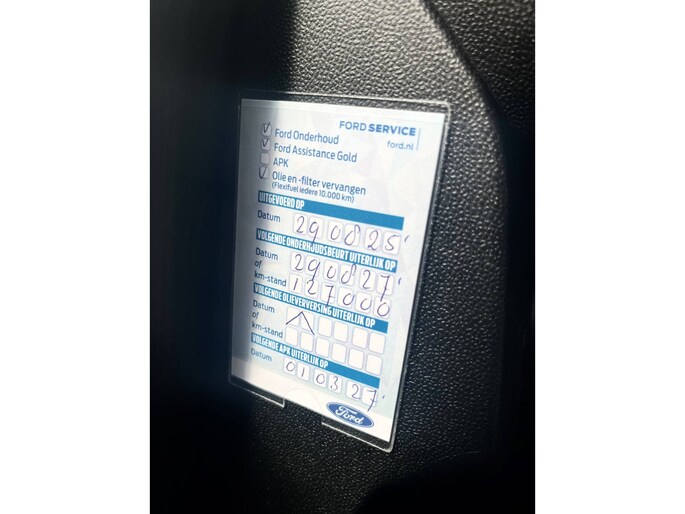 FORD SERVICE
ford.nl
Ford Onderhoud
Ford Assistance Gold
APK
Olie en -filter vervangen
(Flexifuel iedere 10.000 km)
UITGEVOERD OP
Datum 290825
VOLGENDE ONDERHOUDSBEURT UITERLIJK OP
Datum 290827
of
km-stand 127000
VOLGENDE OLIEVERVERSING UITERLIJK OP
Datum
of
km-stand
VOLGENDE APK UITERLIJK OP
Datum 010327
Ford